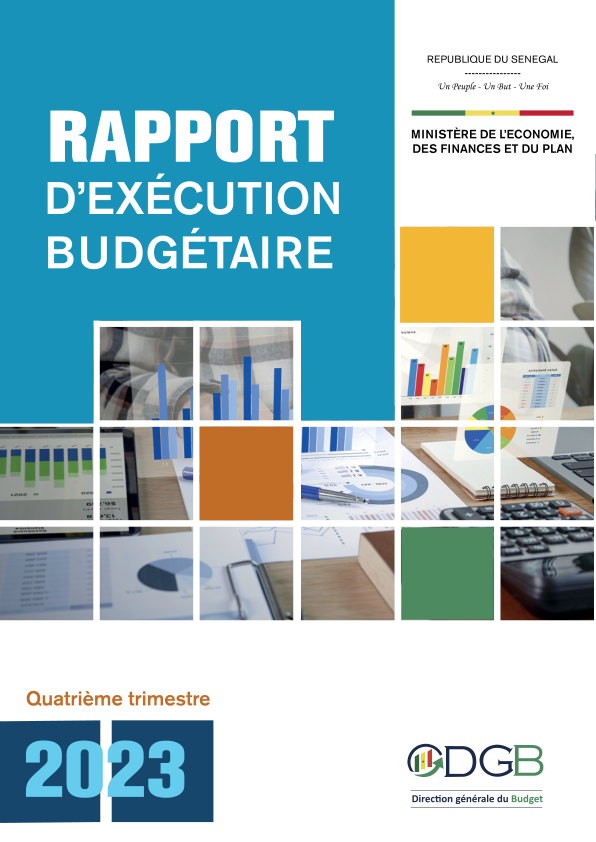 REPUBLIQUE DU SENEGAL
----------------
Un Peuple - Un But - Une Foi
MINISTÈRE DE L'ECONOMIE,
DES FINANCES ET DU PLAN
RAPPORT
D'EXÉCUTION
BUDGÉTAIRE
Quatrième trimestre
2023
DGB
Direction générale du Budget